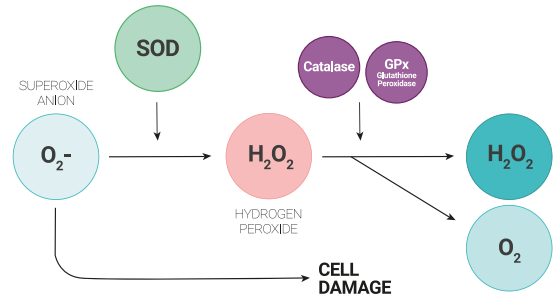 SOD
Catalase
GPx
Glutathione
Peroxidase
SUPEROXIDE
ANION
O₂-
H₂O₂
H₂O₂
HYDROGEN
PEROXIDE
O₂
CELL
DAMAGE